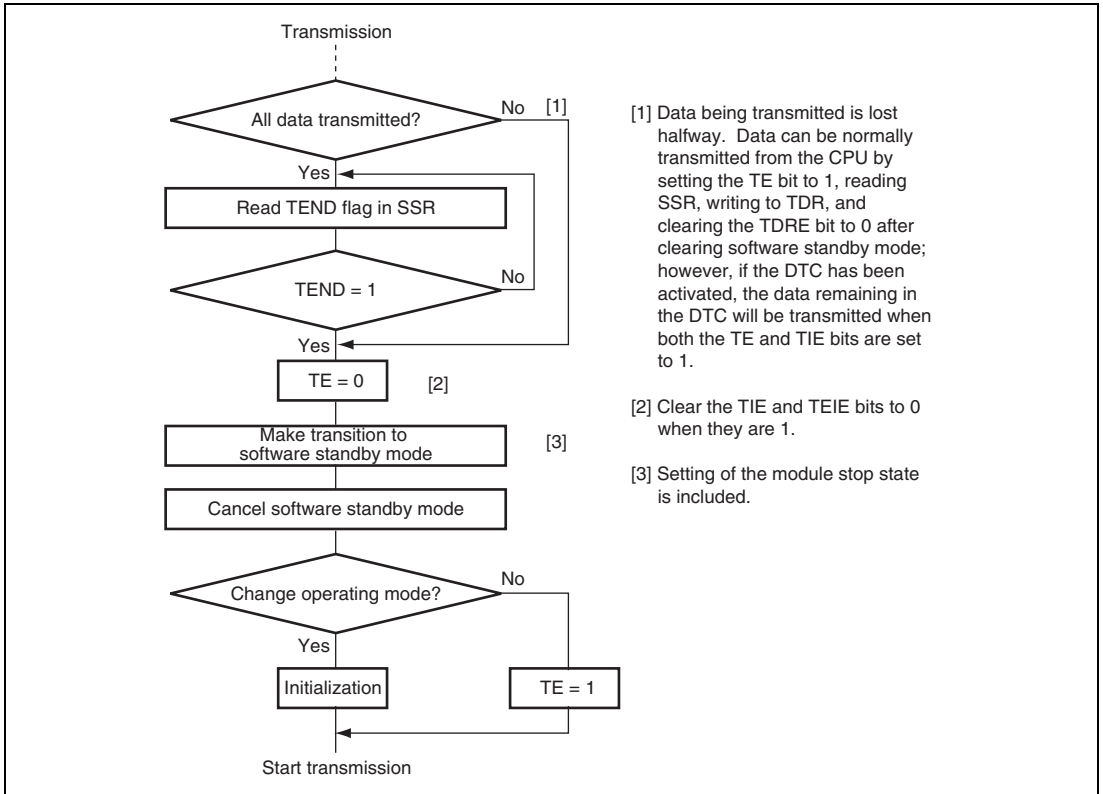 Transmission
All data transmitted?
No [1]
Yes
Read TEND flag in SSR
TEND = 1
No
Yes
TE = 0
[2]
Make transition to
software standby mode
[3]
Cancel software standby mode
Change operating mode?
No
Yes
Initialization
TE = 1
Start transmission
[1] Data being transmitted is lost
halfway. Data can be normally
transmitted from the CPU by
setting the TE bit to 1, reading
SSR, writing to TDR, and
clearing the TDRE bit to 0 after
clearing software standby mode;
however, if the DTC has been
activated, the data remaining in
the DTC will be transmitted when
both the TE and TIE bits are set
to 1.
[2] Clear the TIE and TEIE bits to 0
when they are 1.
[3] Setting of the module stop state
is included.